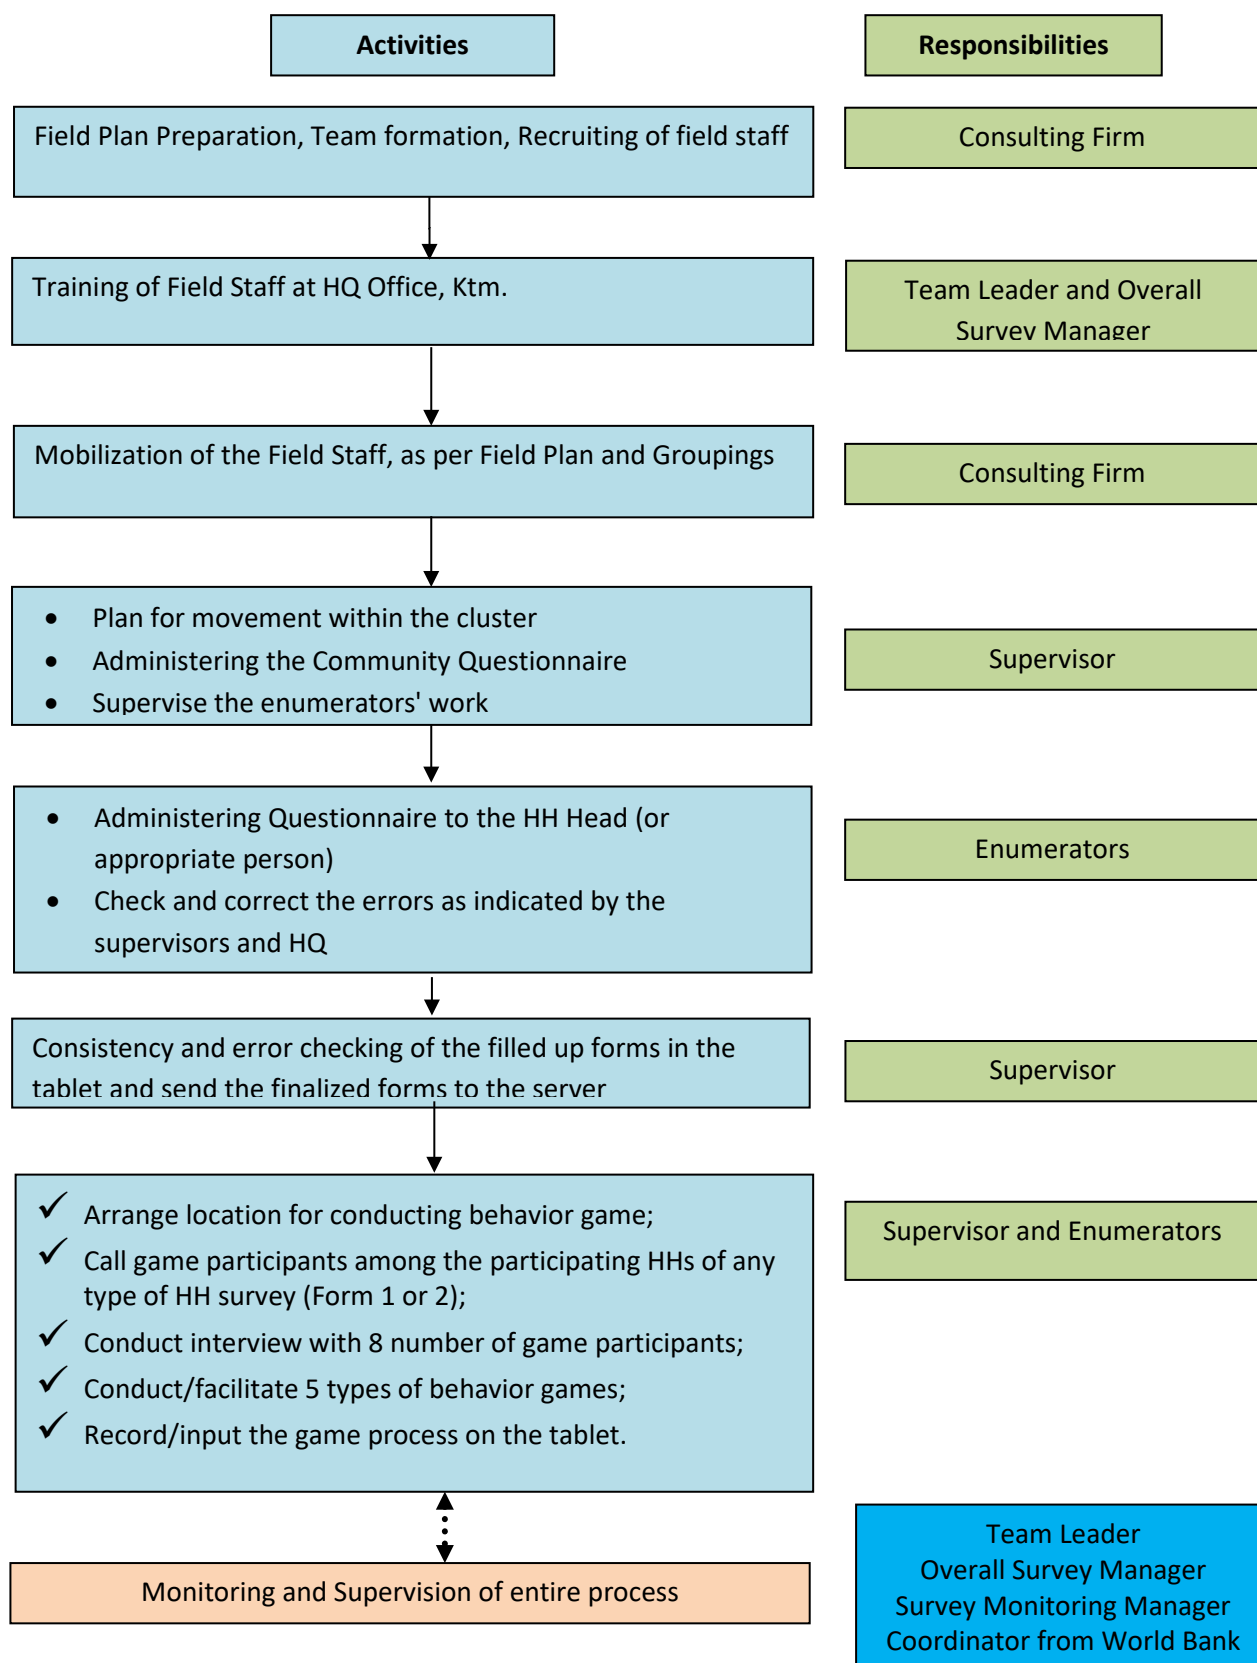 Activities
Responsibilities
Field Plan Preparation, Team formation, Recruiting of field staff
Consulting Firm
Training of Field Staff at HQ Office, Ktm.
Team Leader and Overall
Survey Manager
Mobilization of the Field Staff, as per Field Plan and Groupings
Consulting Firm
• Plan for movement within the cluster
• Administering the Community Questionnaire
• Supervise the enumerators' work
Supervisor
• Administering Questionnaire to the HH Head (or
appropriate person)
• Check and correct the errors as indicated by the
supervisors and HQ
Enumerators
Consistency and error checking of the filled up forms in the
tablet and send the finalized forms to the server
Supervisor
✓ Arrange location for conducting behavior game;
✓ Call game participants among the participating HHs of any
type of HH survey (Form 1 or 2);
✓ Conduct interview with 8 number of game participants;
✓ Conduct/facilitate 5 types of behavior games;
✓ Record/input the game process on the tablet.
Supervisor and Enumerators
Monitoring and Supervision of entire process
Team Leader
Overall Survey Manager
Survey Monitoring Manager
Coordinator from World Bank